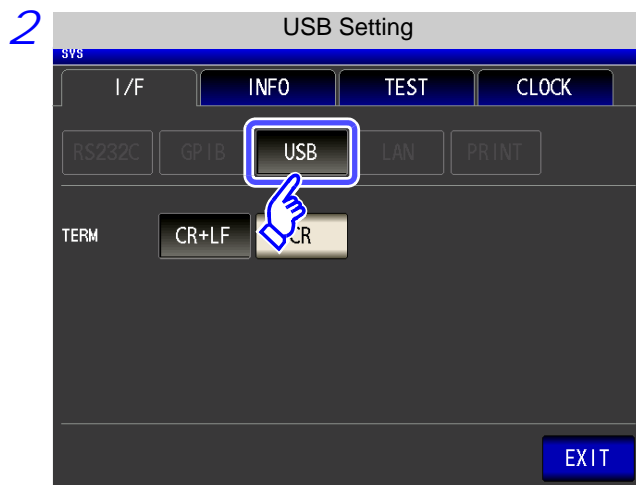 2 USB Setting
SYS
I/F INFO TEST CLOCK
RS232C GPIB USB LAN PRINT
TERM CR+LF CR
EXIT